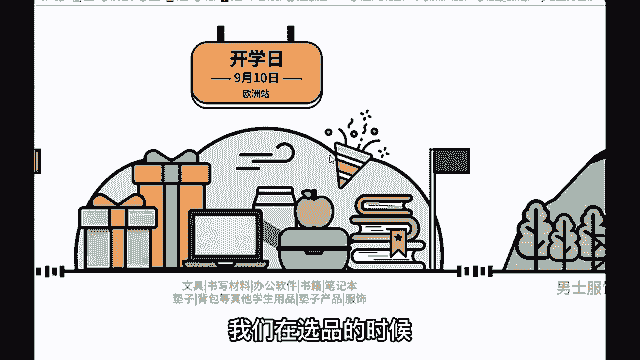 开学日
9月10日
欧洲站
文具|书写材料|办公软件|书籍|笔记本
垫子|背包等其他学生用品|垫子产品|服饰
男士服
我们在选品的时候